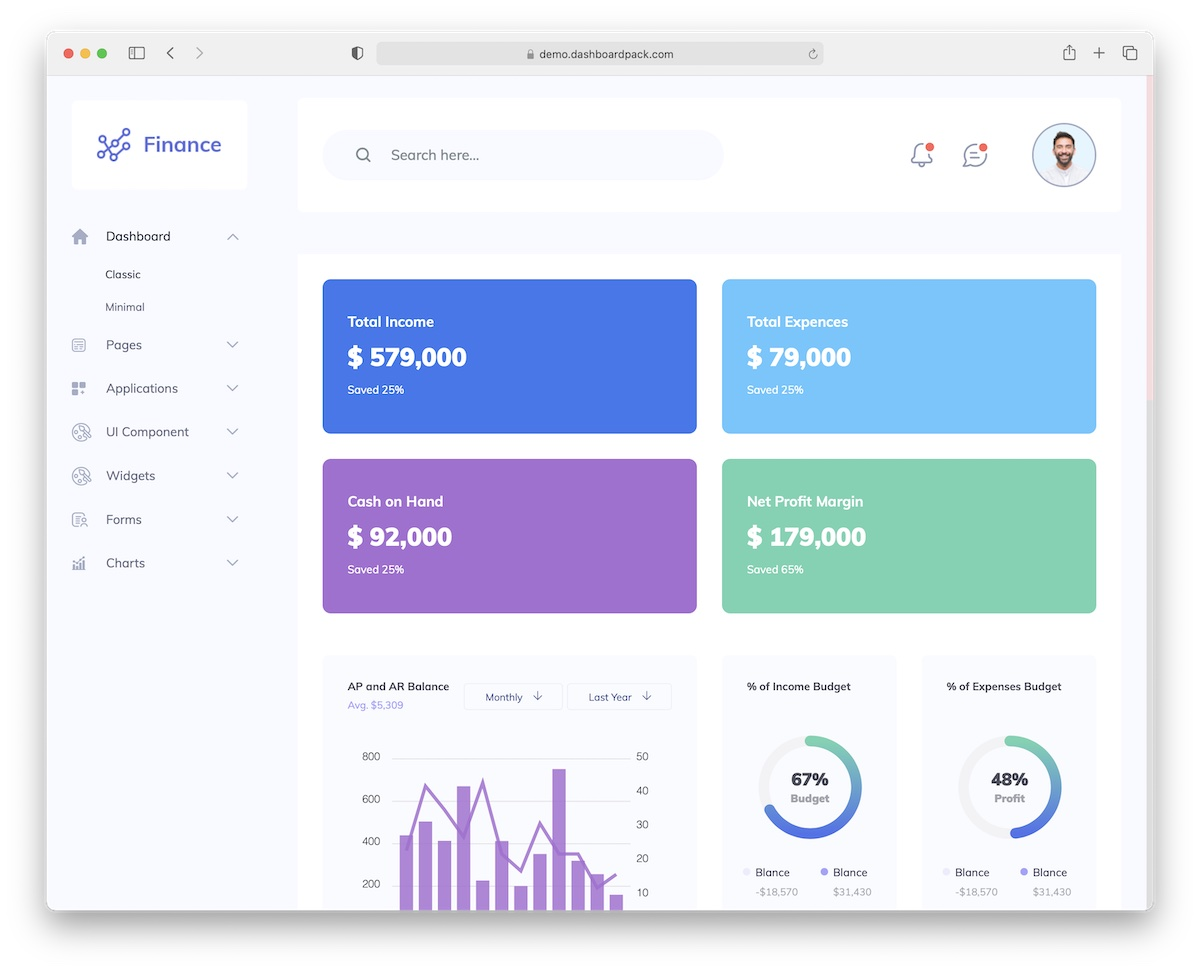 demo.dashboardpack.com
Finance
Search here...
Dashboard
Classic
Minimal
Pages
Applications
UI Component
Widgets
Forms
Charts
Total Income
$ 579,000
Saved 25%
Total Expences
$ 79,000
Saved 25%
Cash on Hand
$ 92,000
Saved 25%
Net Profit Margin
$ 179,000
Saved 65%
AP and AR Balance
Avg. $5,309
Monthly
Last Year
800
600
400
200
50
40
30
20
10
% of Income Budget
67%
Budget
Blance
-$18,570
Blance
$31,430
% of Expenses Budget
48%
Profit
Blance
-$18,570
Blance
$31,430